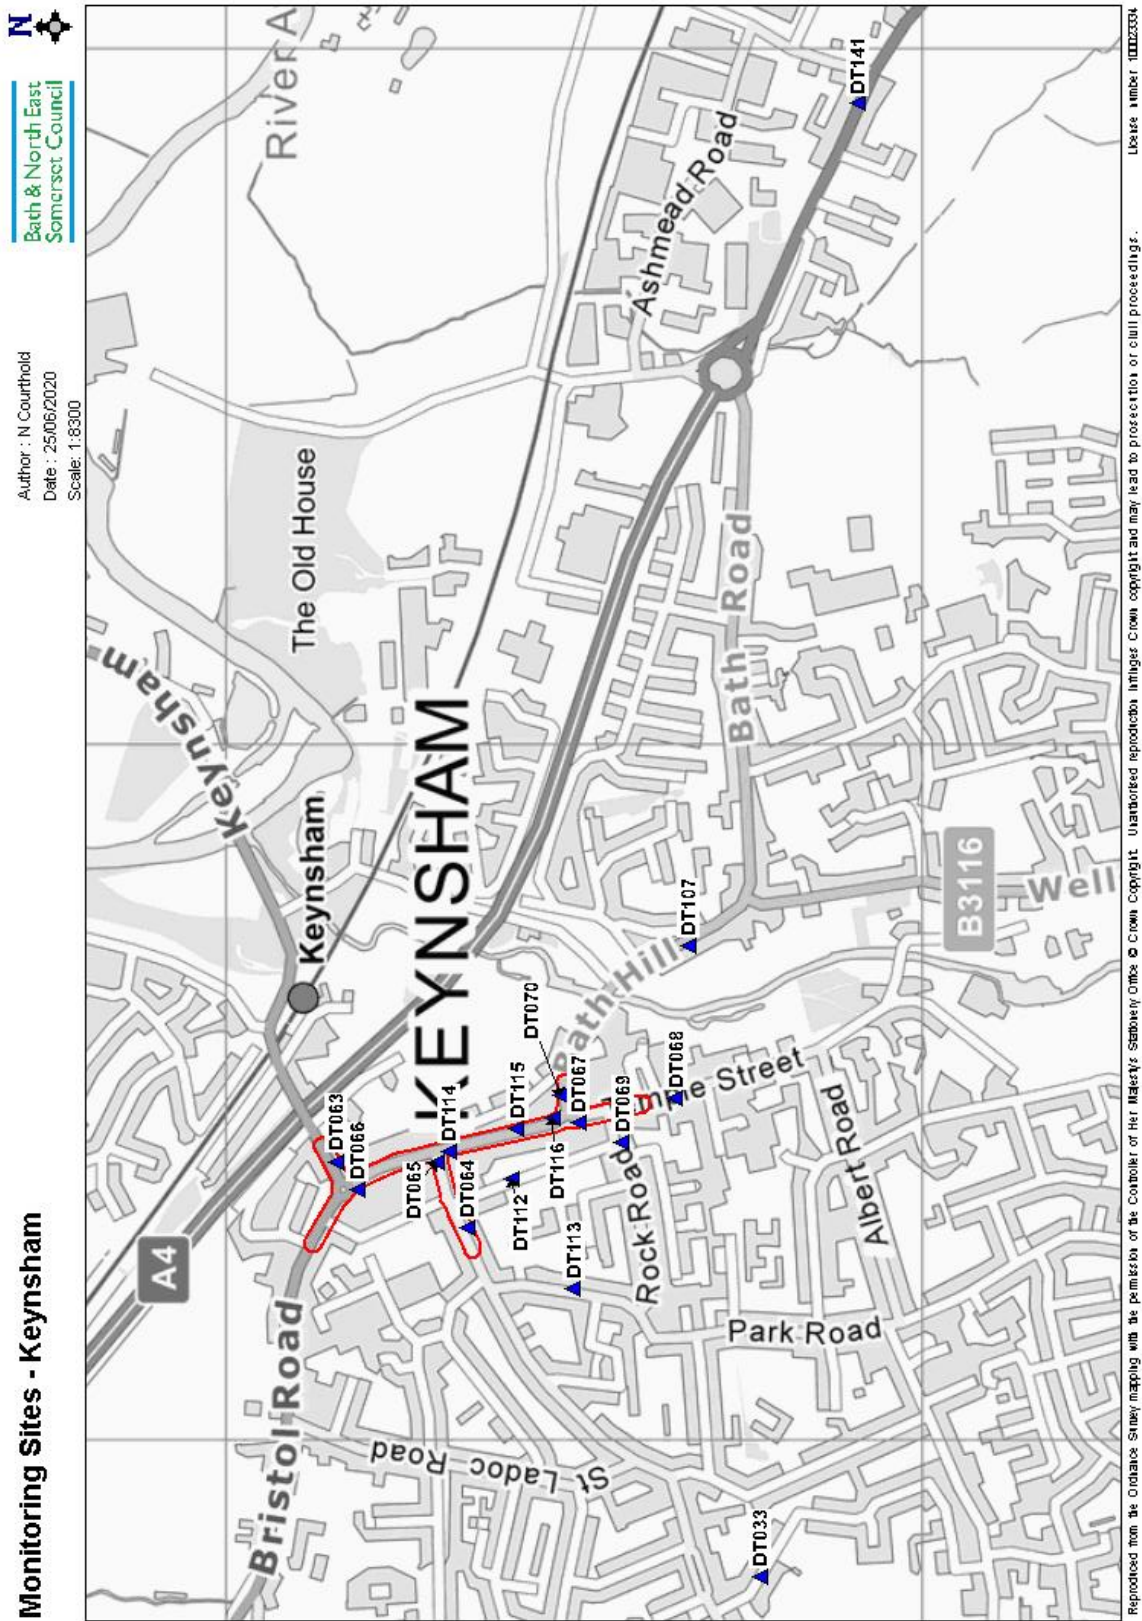 Monitoring Sites - Keynsham
Author : N Courthold
Date : 25/06/2020
Scale: 1:8300
Bath & North East
Somerset Council
N
A4
Bristol Road
Keynsham
Keynsham
The Old House
River A
KEYNSHAM
St Ladoc
Road
Ashmead Road
Bath Road
Bath Hill
Rock Road
Temple Street
Albert Road
Park Road
B3116
Well
DT063
DT066
DT065
DT114
DT064
DT115
DT070
DT112
DT116
DT067
DT113
DT069
DT068
DT107
DT141
DT033
Reproduced from the Ordnance Survey mapping with the permission of the Controller of Her Majesty's Stationery Office © Crown Copyright. Unauthorised reproduction infringes Crown copyright and may lead to prosecution or civil proceedings. License number 100023334